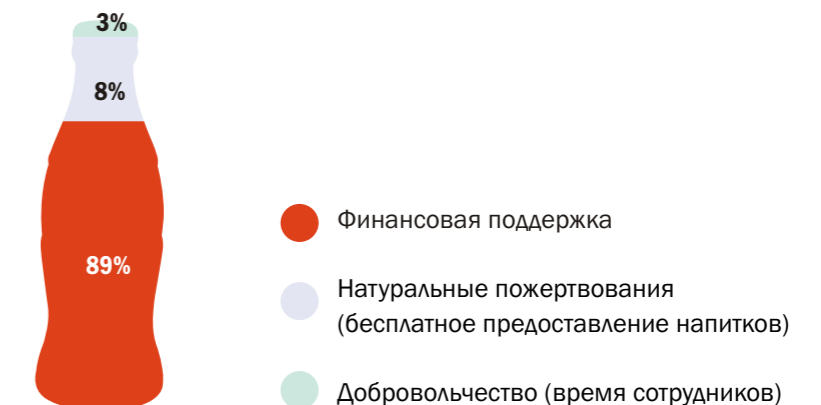 3%
8%
89%
Финансовая поддержка
Натуральные пожертвования
(бесплатное предоставление напитков)
Добровольчество (время сотрудников)